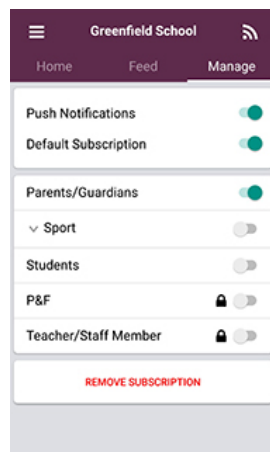 Greenfield School
Home Feed Manage
Push Notifications
Default Subscription
Parents/Guardians
Sport
Students
P&F
Teacher/Staff Member
REMOVE SUBSCRIPTION